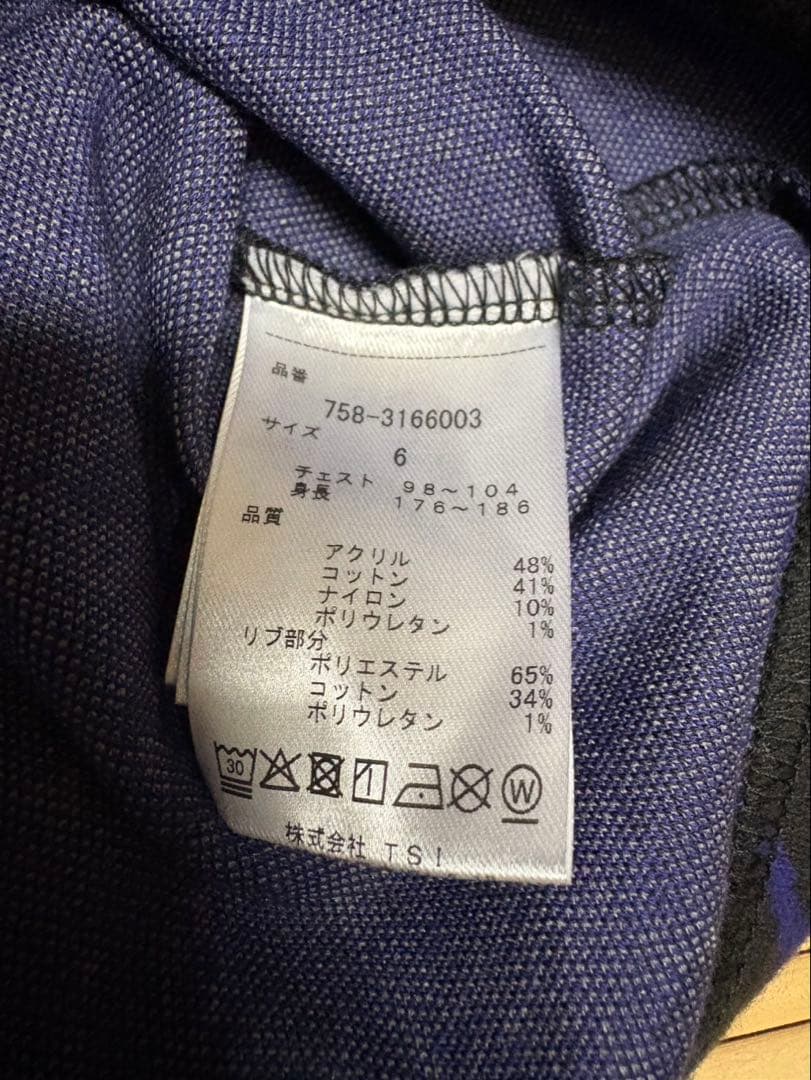 品番
758-3166003
サイズ
6
チェスト 98～104
身長 176～186
品質
アクリル 48%
コットン 41%
ナイロン 10%
ポリウレタン 1%
リブ部分
ポリエステル 65%
コットン 34%
ポリウレタン 1%
30 W
株式会社 TSI